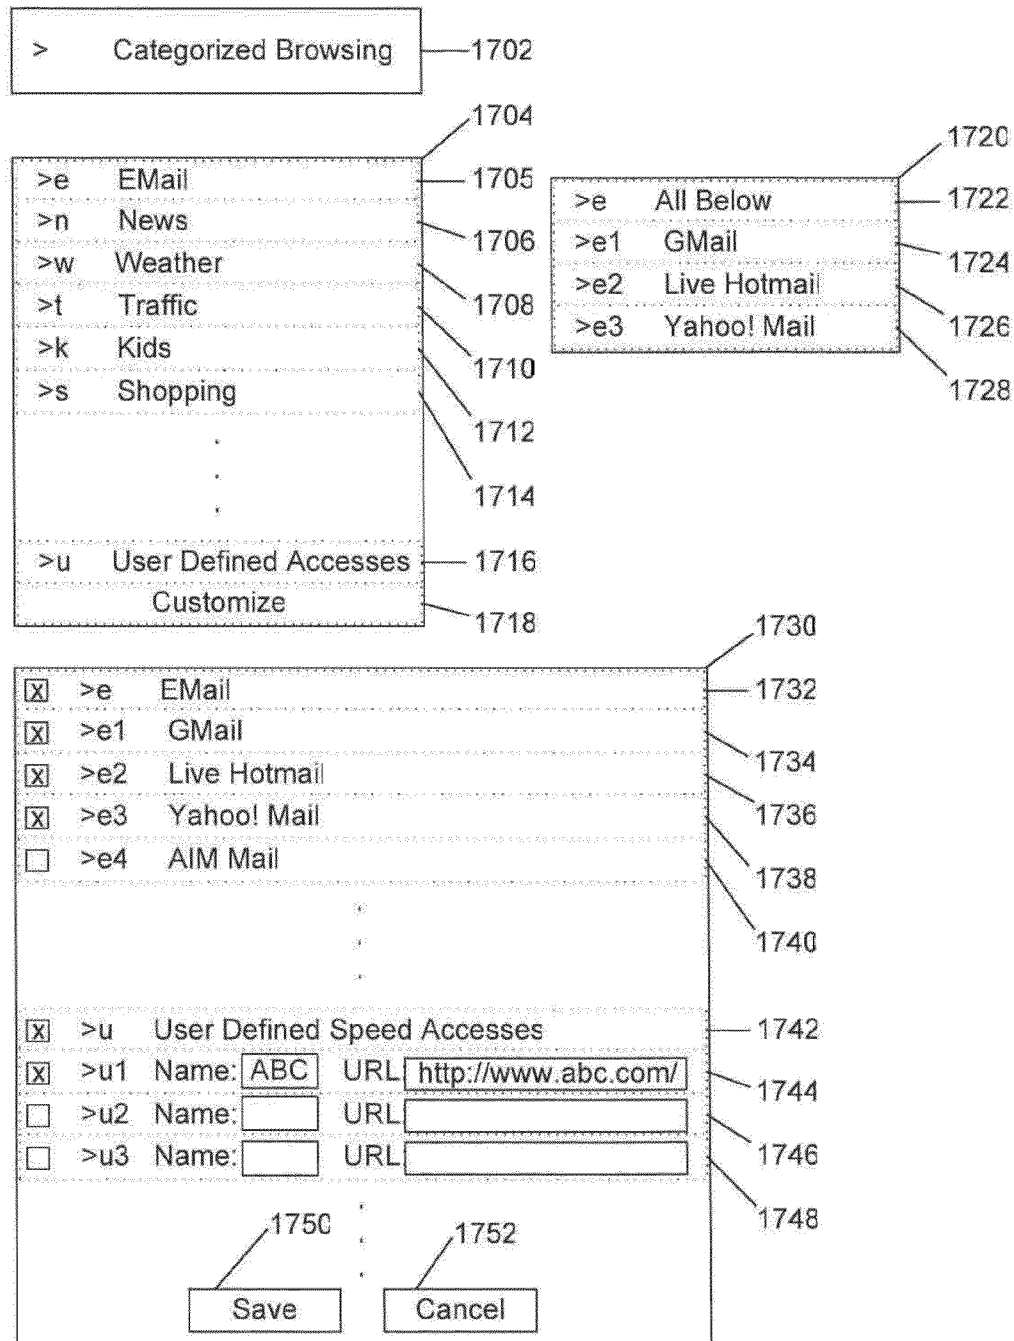 > Categorized Browsing 1702
1704
>e EMail 1705
>n News 1706
>w Weather 1708
>t Traffic 1710
>k Kids 1712
>s Shopping 1714
>u User Defined Accesses 1716
Customize 1718
1720
>e All Below 1722
>e1 GMail 1724
>e2 Live Hotmail 1726
>e3 Yahoo! Mail 1728
1730
X >e EMail 1732
X >e1 GMail 1734
X >e2 Live Hotmail 1736
X >e3 Yahoo! Mail 1738
>e4 AIM Mail 1740
X >u User Defined Speed Accesses 1742
X >u1 Name: ABC URL: http://www.abc.com/ 1744
>u2 Name: URL: 1746
>u3 Name: URL: 1748
1750 1752
Save Cancel